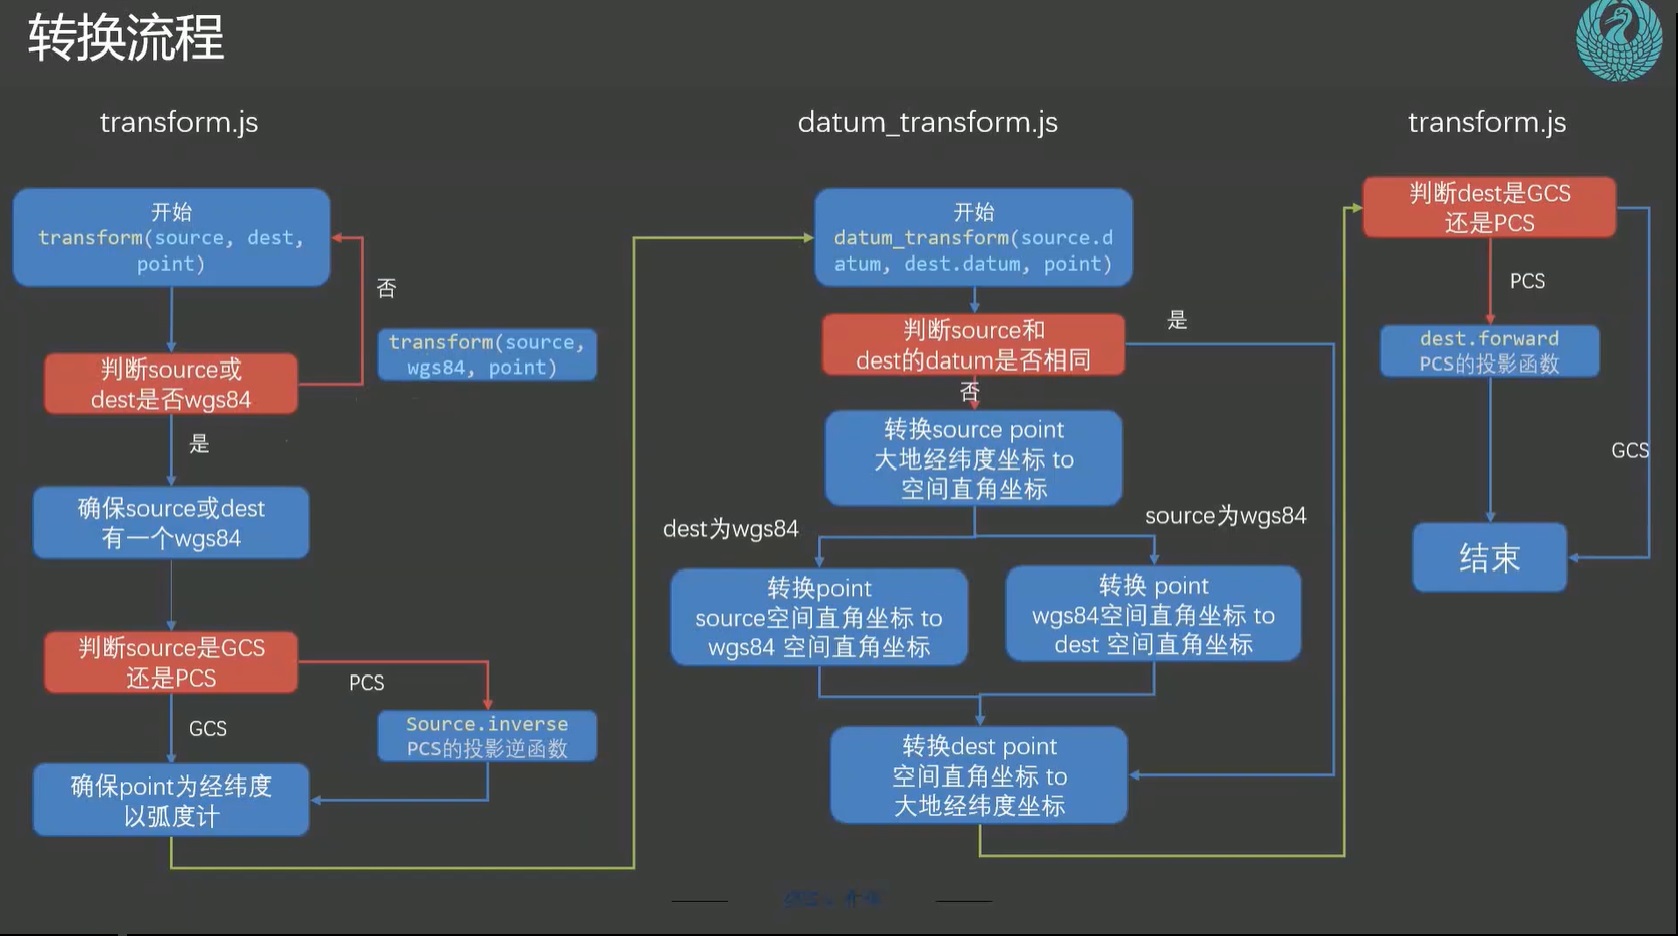 转换流程
transform.js
开始
transform(source, dest,
point)
否
transform(source,
wgs84, point)
判断source或
dest是否wgs84
是
确保source或dest
有一个wgs84
判断source是GCS
还是PCS
PCS
GCS
Source.inverse
PCS的投影逆函数
确保point为经纬度
以弧度计
datum_transform.js
开始
datum_transform(source.d
atum, dest.datum, point)
判断source和
dest的datum是否相同
是
否
转换source point
大地经纬度坐标 to
空间直角坐标
dest为wgs84
source为wgs84
转换point
source空间直角坐标 to
wgs84 空间直角坐标
转换 point
wgs84空间直角坐标 to
dest 空间直角坐标
转换dest point
空间直角坐标 to
大地经纬度坐标
transform.js
判断dest是GCS
还是PCS
PCS
dest.forward
PCS的投影函数
GCS
结束